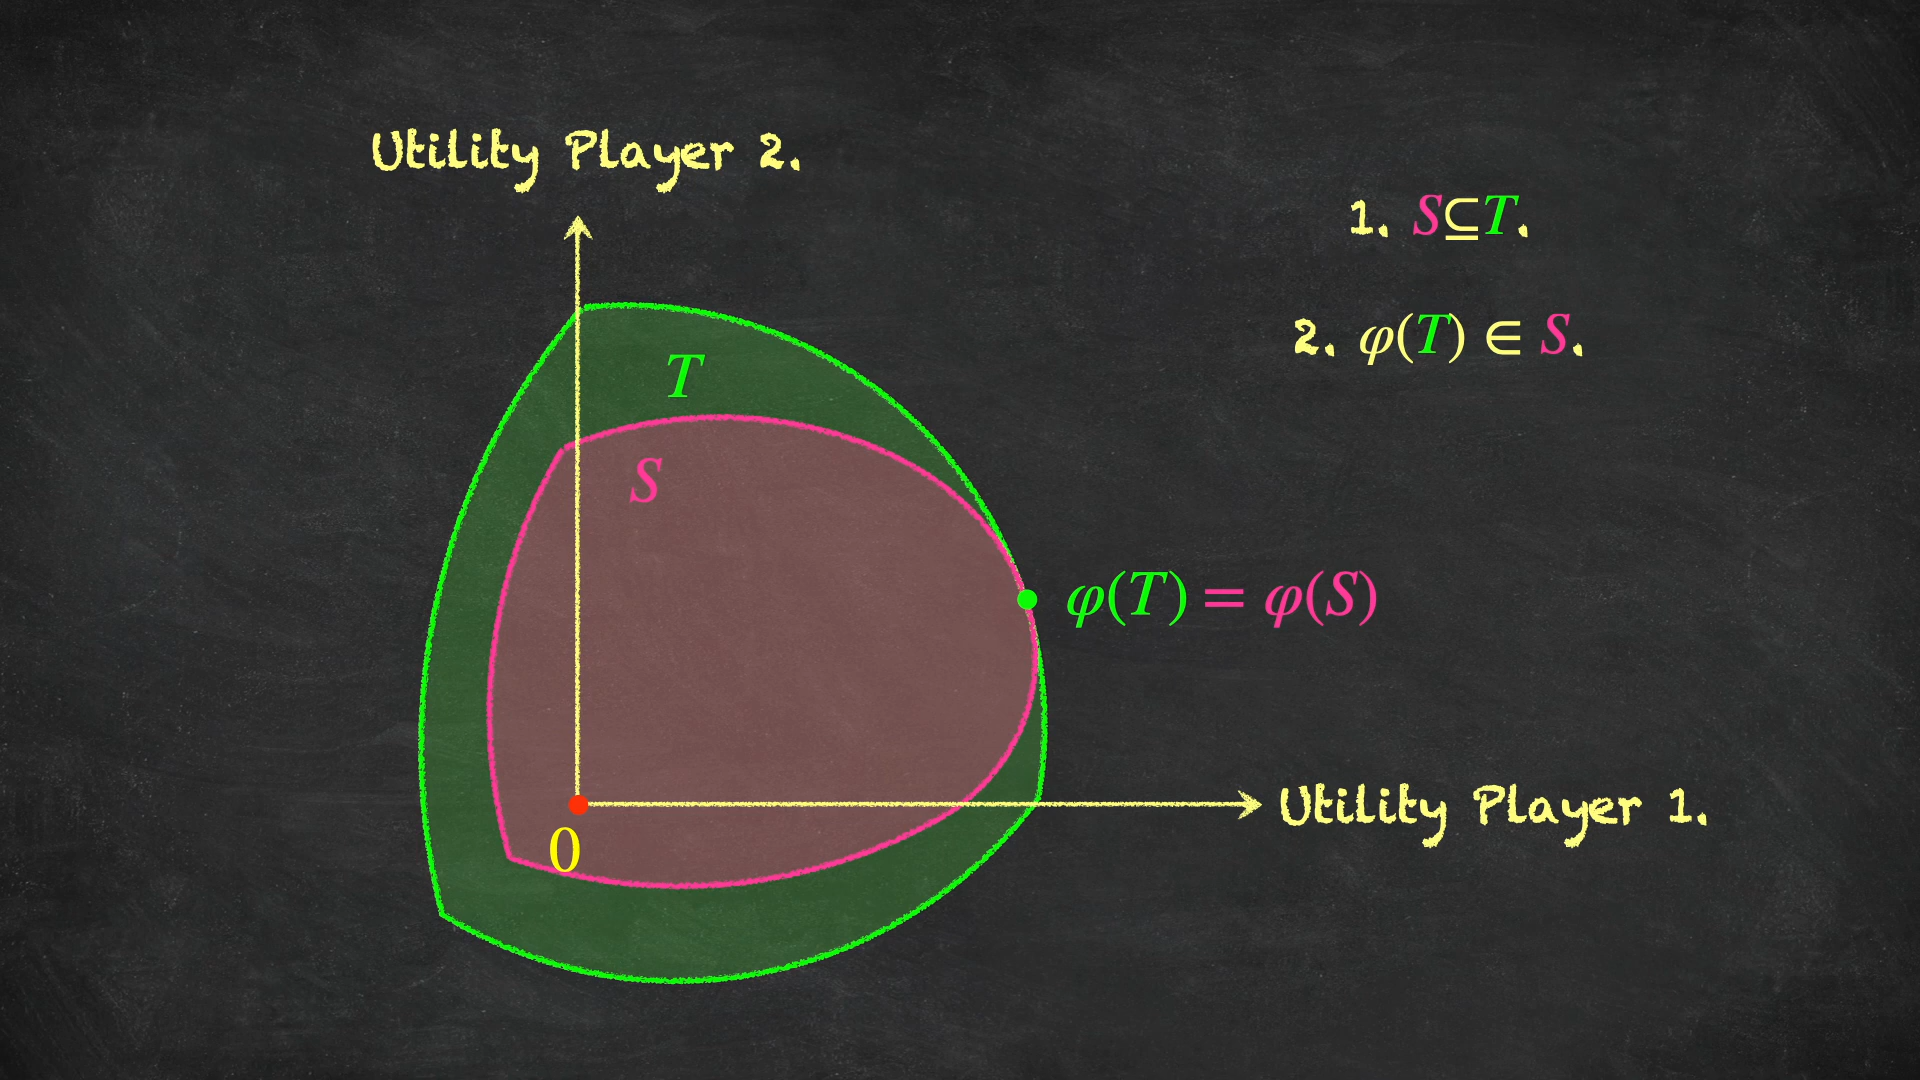 Utility Player 2.
1. S⊆T.
2. φ(T) ∈ S.
T
S
φ(T) = φ(S)
Utility Player 1.
0